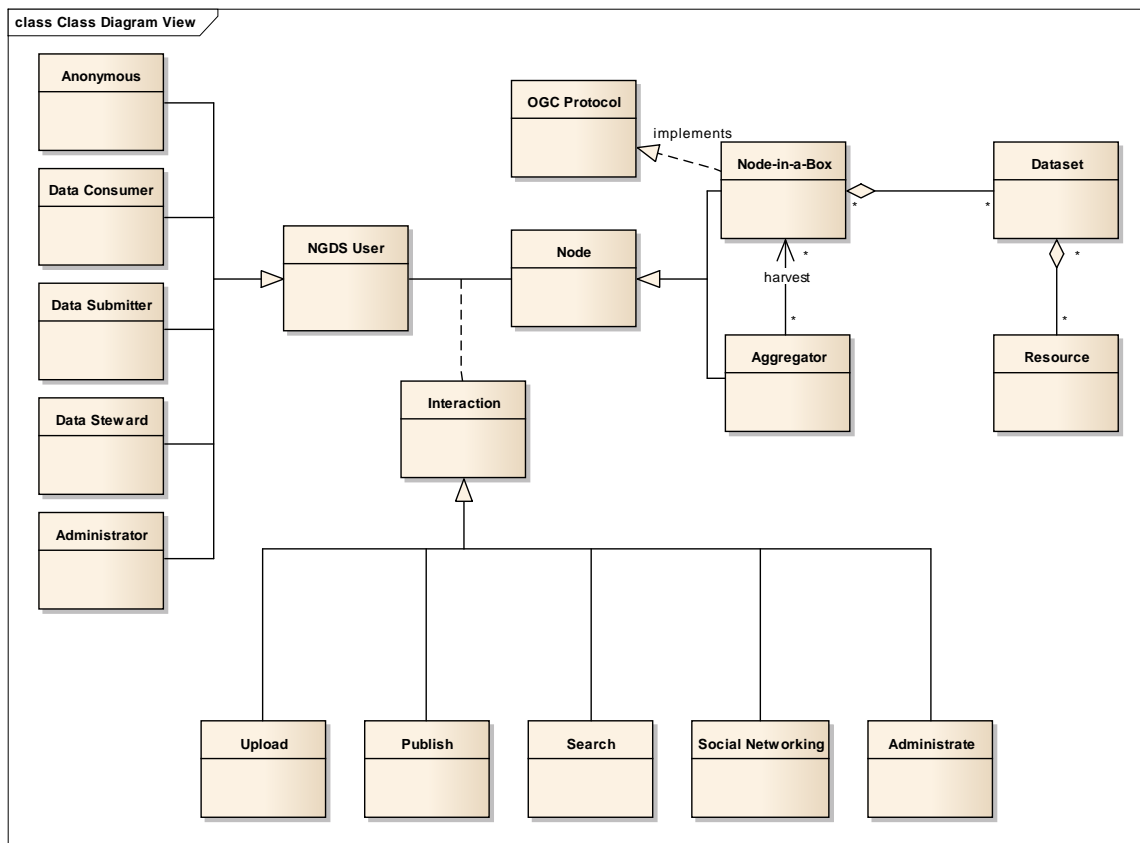 class Class Diagram View
Anonymous
Data Consumer
Data Submitter
Data Steward
Administrator
NGDS User
OGC Protocol
implements
Node-in-a-Box
*
*
Dataset
*
Node
*
harvest
*
Aggregator
*
Resource
Interaction
Upload
Publish
Search
Social Networking
Administrate